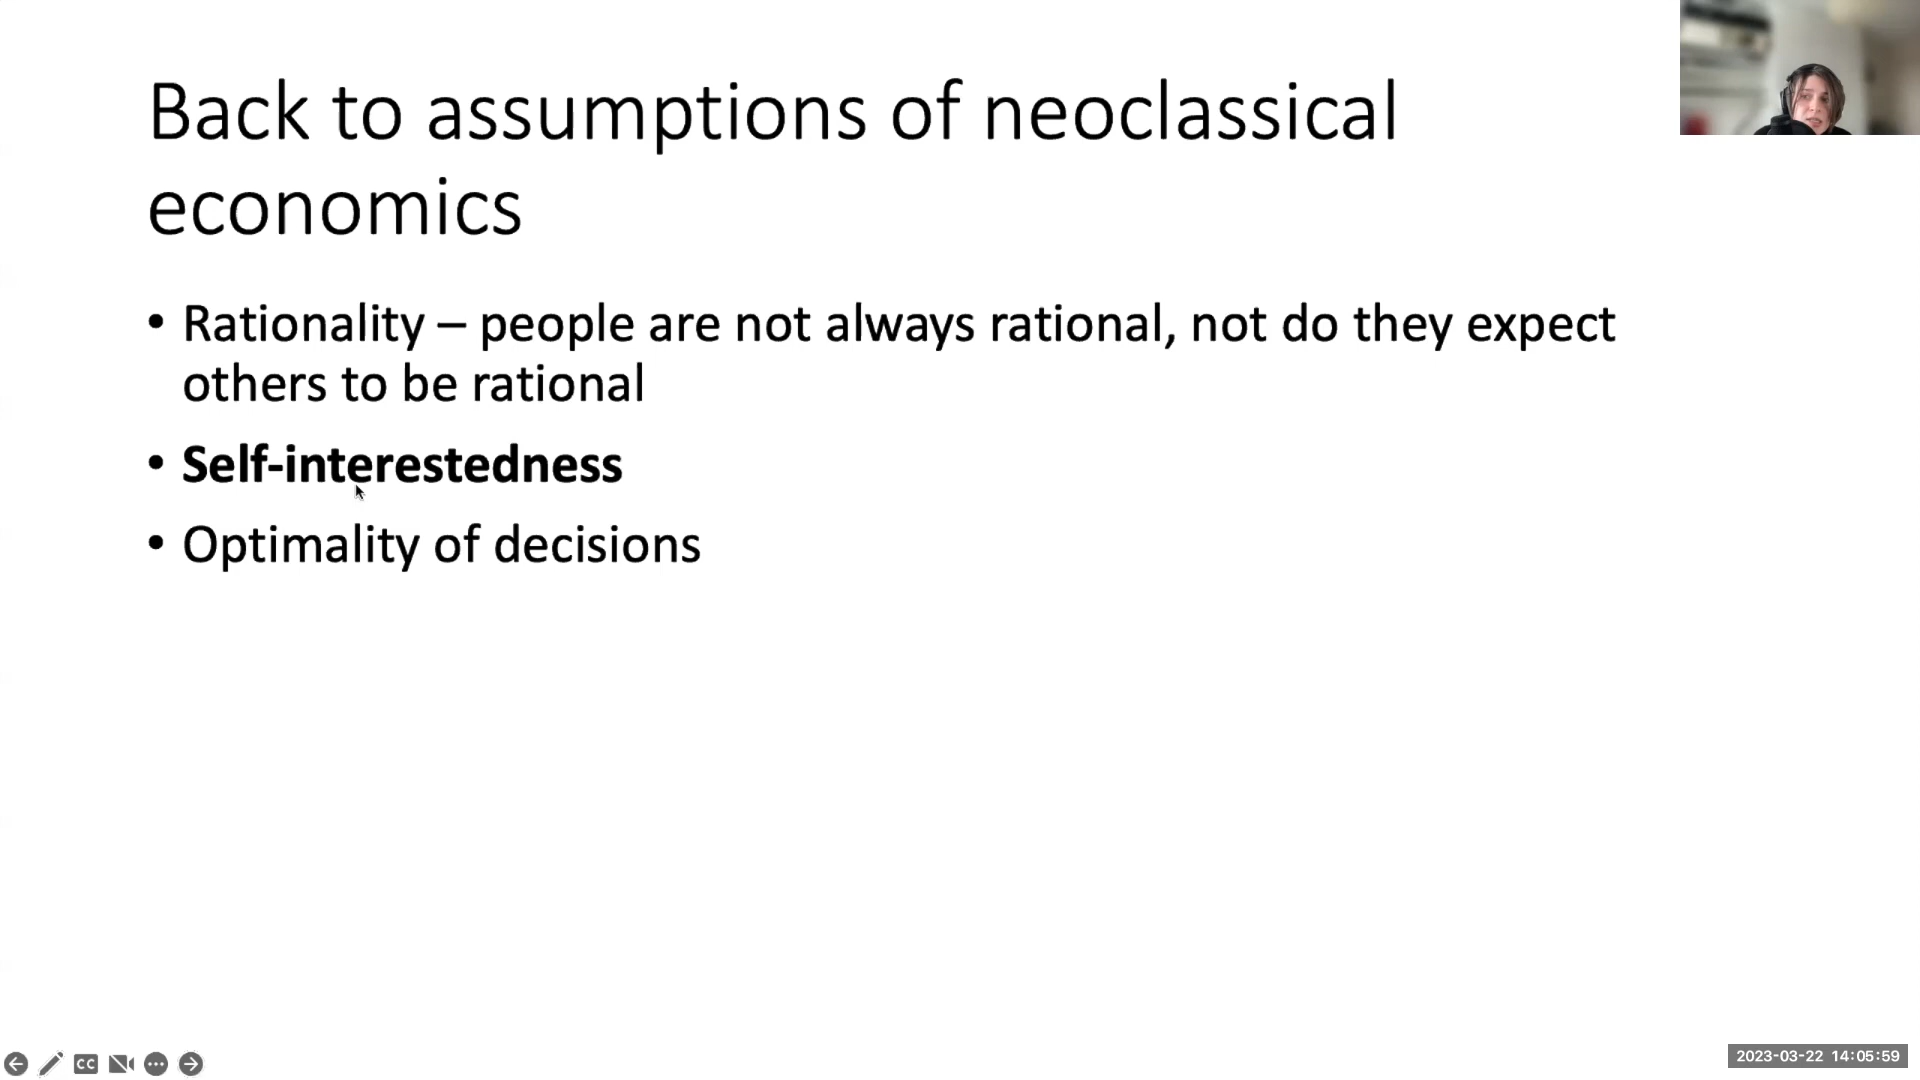 Back to assumptions of neoclassical
economics
• Rationality – people are not always rational, not do they expect
others to be rational
• Self-interestedness
• Optimality of decisions
CC
2023-03-22 14:05:59